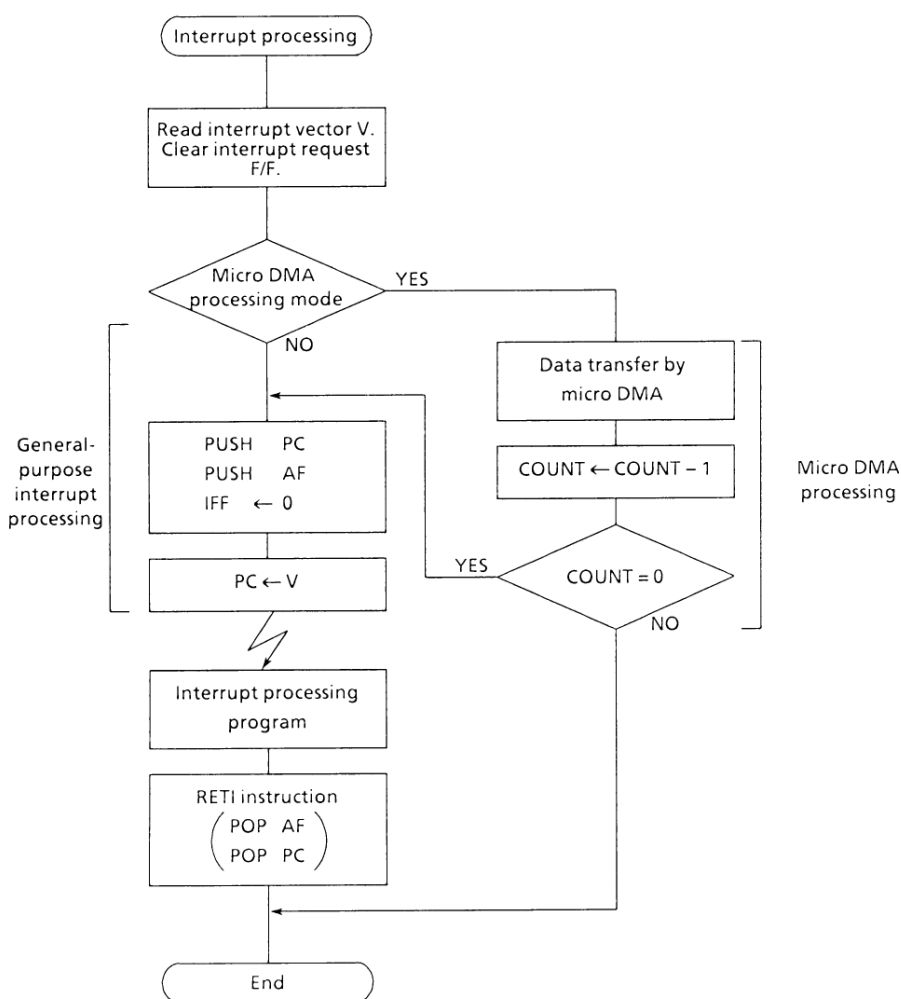 Interrupt processing
Read interrupt vector V.
Clear interrupt request
F/F.
Micro DMA
processing mode
YES
NO
Data transfer by
micro DMA
COUNT ← COUNT – 1
COUNT = 0
YES
NO
Micro DMA
processing
General-
purpose
interrupt
processing
PUSH PC
PUSH AF
IFF ← 0
PC ← V
Interrupt processing
program
RETI instruction
(POP AF
POP PC)
End